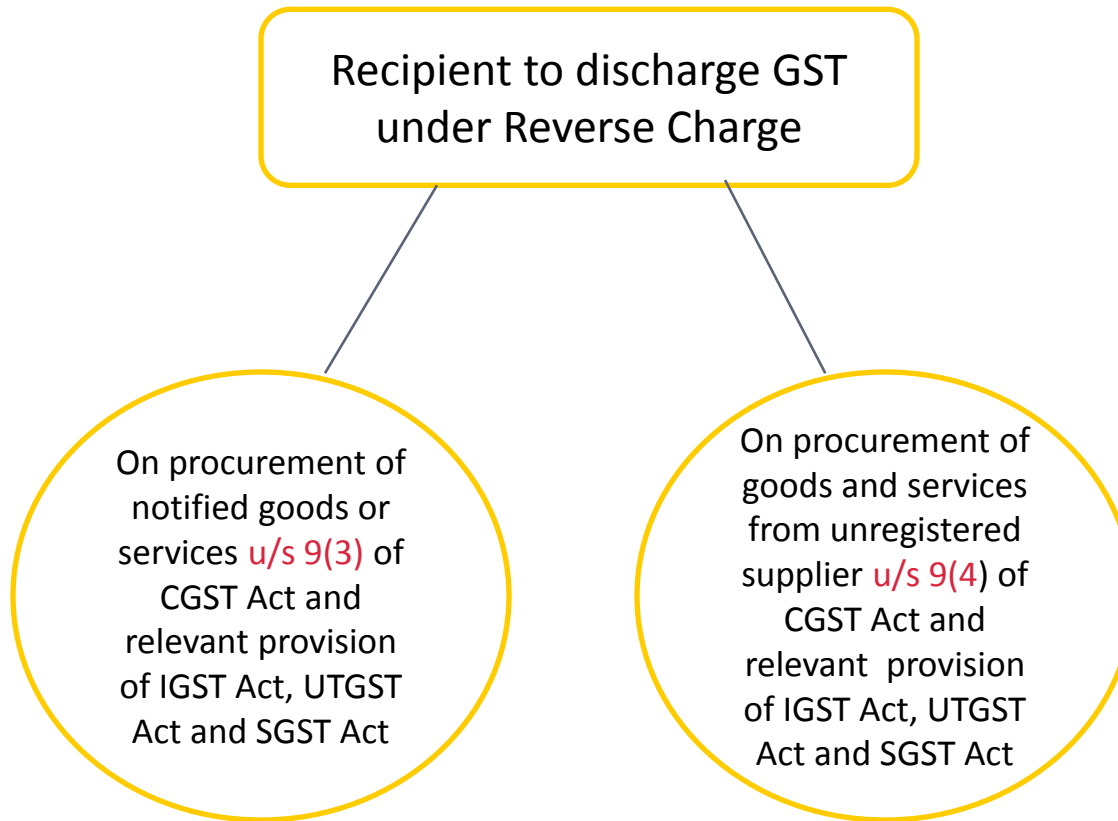 Recipient to discharge GST
under Reverse Charge
On procurement of
notified goods or
services u/s 9(3) of
CGST Act and
relevant provision
of IGST Act, UTGST
Act and SGST Act
On procurement of
goods and services
from unregistered
supplier u/s 9(4) of
CGST Act and
relevant provision
of IGST Act, UTGST
Act and SGST Act